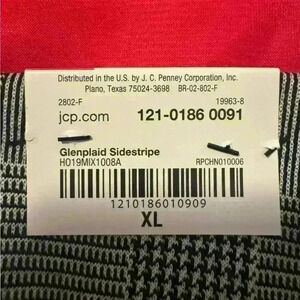 Distributed in the U.S. by J. C. Penney Corporation, Inc.
Plano, Texas 75024-3698 BR-02-802-F
2802-F 19963-8
jcp.com 121-0186 0091
Glenplaid Sidestripe
HO19MIX1008A RPCHN010006
1210186010909
XL